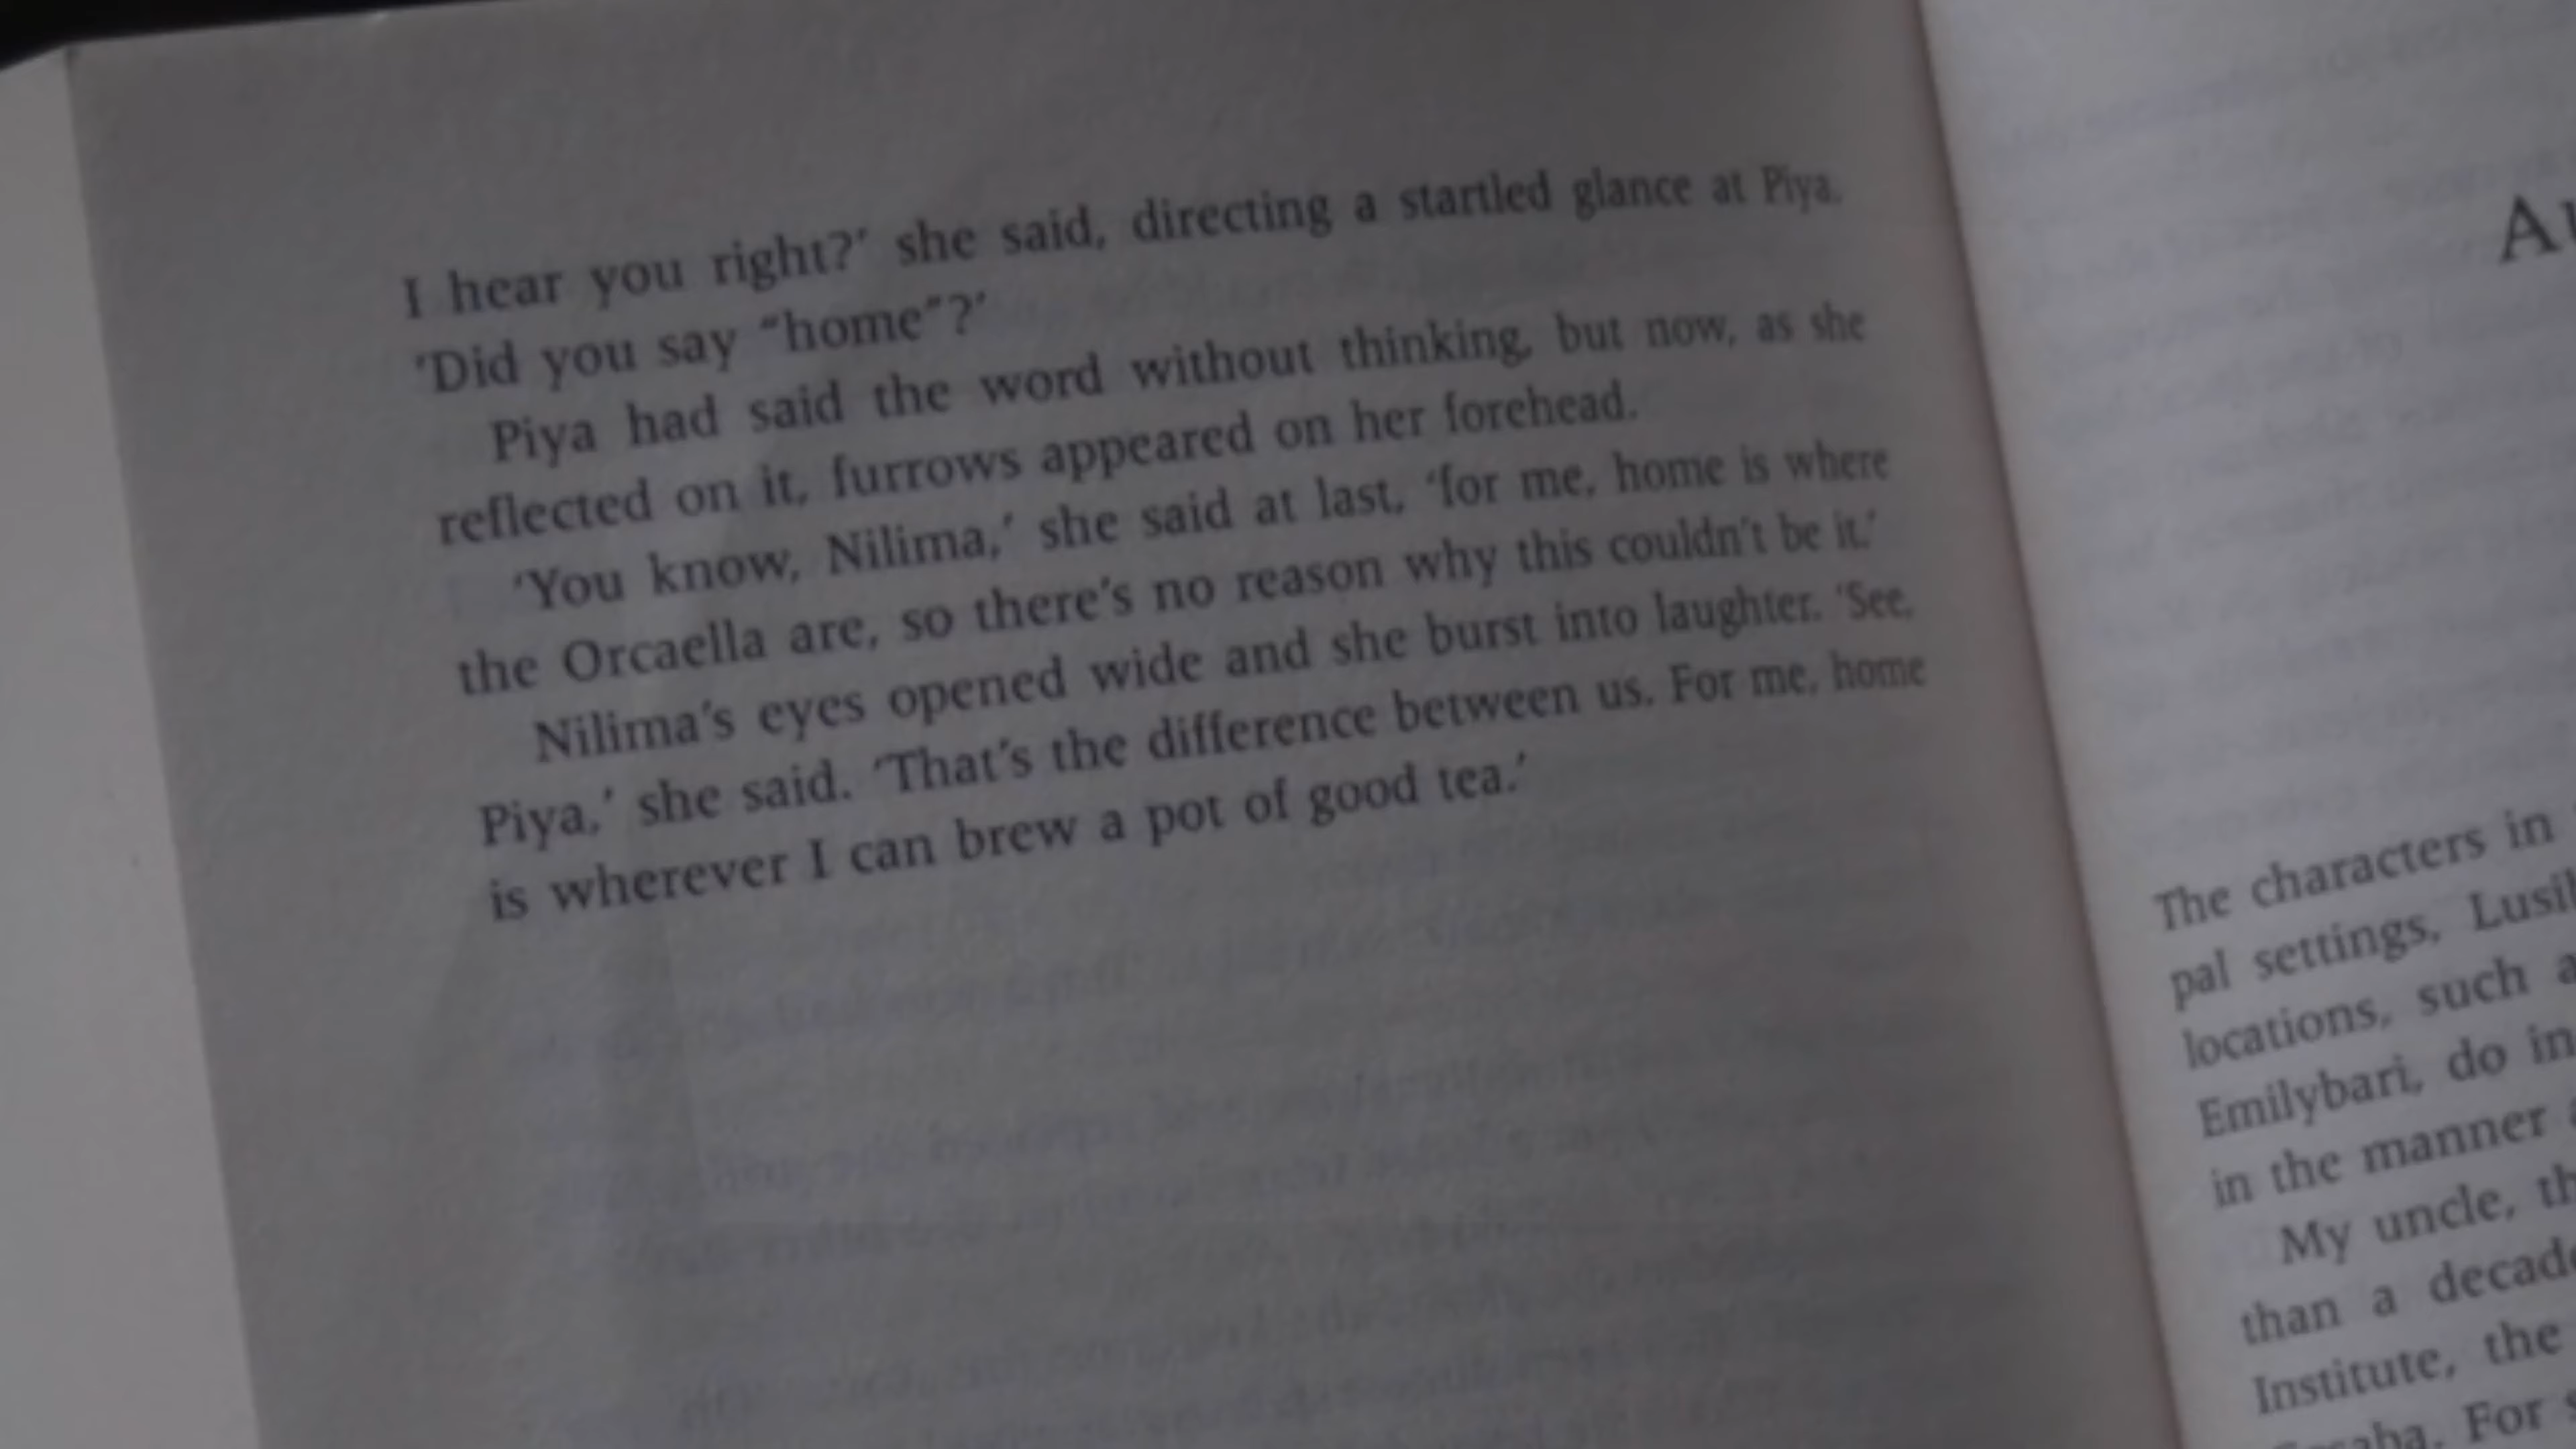 I hear you right?’ she said, directing a startled glance at Piya.
‘Did you say “home”?’
Piya had said the word without thinking, but now, as she
reflected on it, furrows appeared on her forehead.
‘You know, Nilima,’ she said at last, ‘for me, home is where
the Orcaella are, so there’s no reason why this couldn’t be it.’
Nilima’s eyes opened wide and she burst into laughter. ‘See,
Piya,’ she said. ‘That’s the difference between us. For me, home
is wherever I can brew a pot of good tea.’
The characters in
pal settings,
locations, such
Emilybari, do
in the manner
My uncle,
than a
Institute, the
For